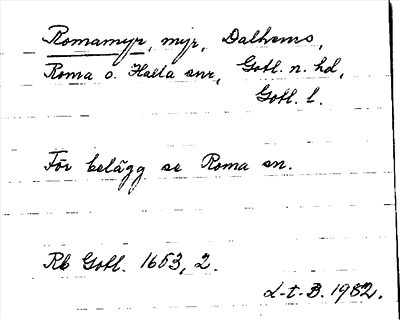 Romamyr, myr, Dalhems,
Roma o. Halla snr, Gotl. n. hd,
Gotl. l.
För belägg se Roma sn.
Rb Gotl. 1653, 2.
L-t-B. 1982.